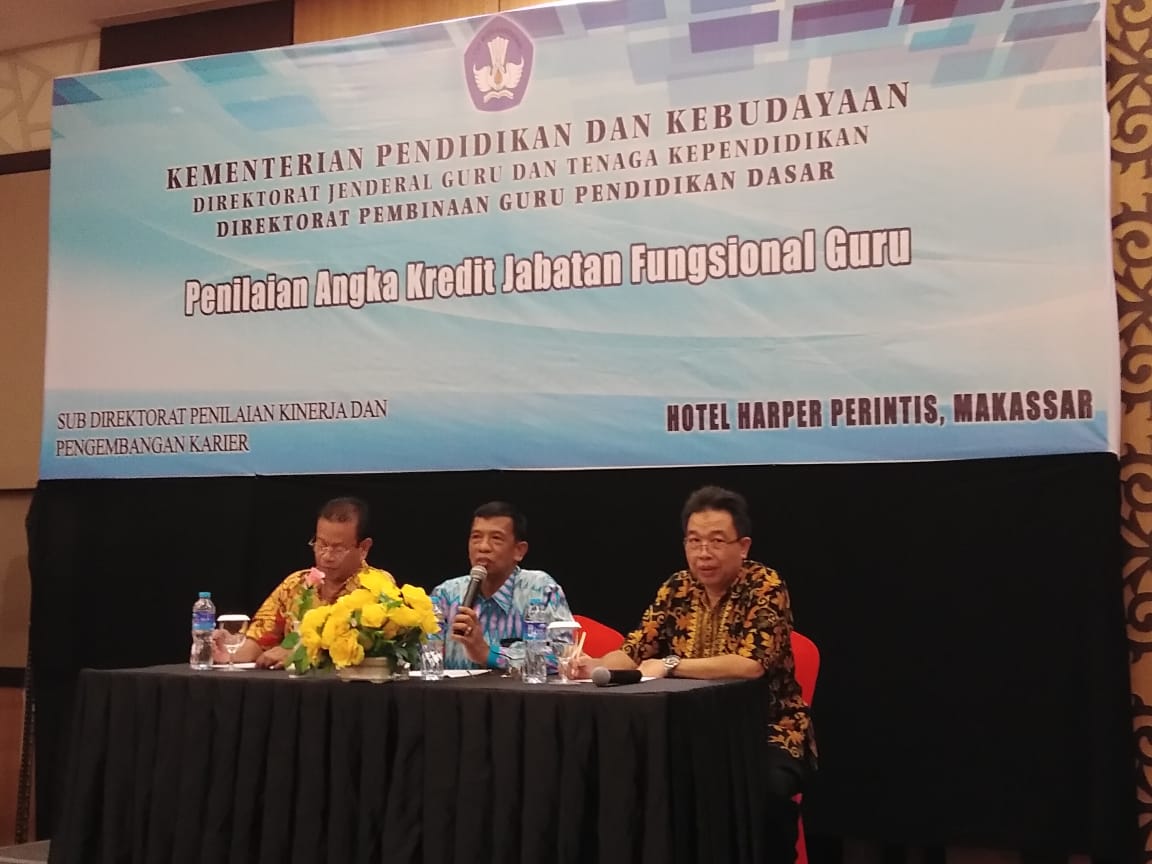 KEMENTERIAN PENDIDIKAN DAN KEBUDAYAAN
DIREKTORAT JENDERAL GURU DAN TENAGA KEPENDIDIKAN
DIREKTORAT PEMBINAAN GURU PENDIDIKAN DASAR
Penilaian Angka Kredit Jabatan Fungsional Guru
SUB DIREKTORAT PENILAIAN KINERJA DAN
PENGEMBANGAN KARIER
HOTEL HARPER PERINTIS, MAKASSAR